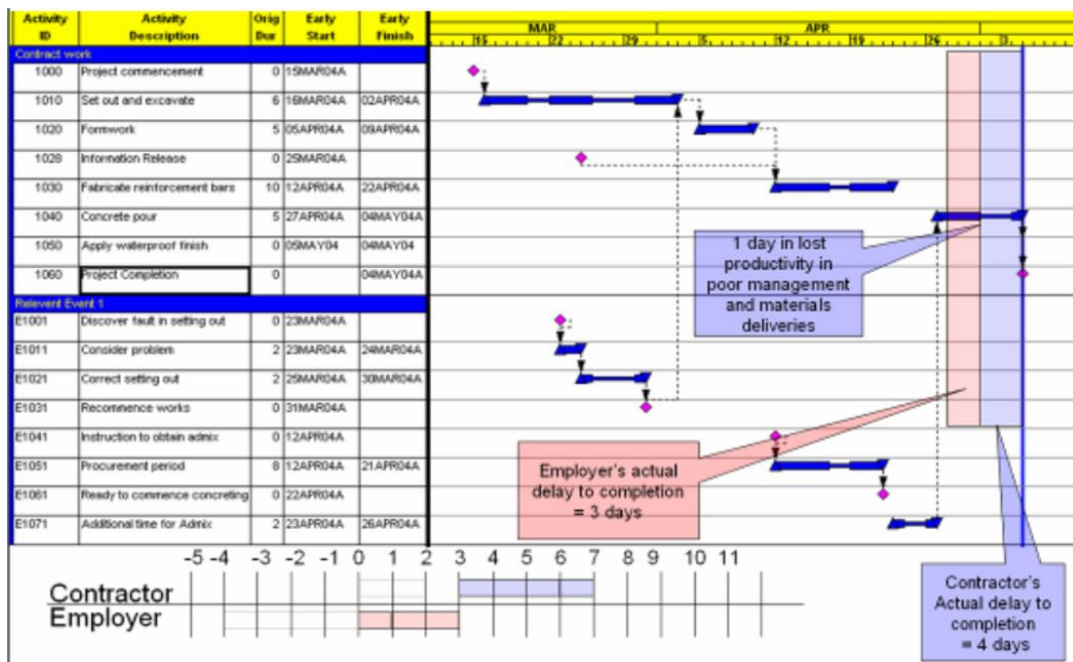 Activity ID Activity Description Orig Dur Early Start Early Finish
MAR APR
15 22 29 5 12 19 26 3
Contract work
1000 Project commencement 0 15MAR04A
1010 Set out and excavate 6 16MAR04A 02APR04A
1020 Formwork 5 05APR04A 09APR04A
1028 Information Release 0 25MAR04A
1030 Fabricate reinforcement bars 10 12APR04A 22APR04A
1040 Concrete pour 5 27APR04A 04MAY04A
1050 Apply waterproof finish 0 05MAY04 04MAY04
1060 Project Completion 0 04MAY04A
1 day in lost
productivity in
poor management
and materials
deliveries
Relevent Event 1
E1001 Discover fault in setting out 0 23MAR04A
E1011 Consider problem 2 23MAR04A 24MAR04A
E1021 Correct setting out 2 25MAR04A 30MAR04A
E1031 Recommence works 0 31MAR04A
E1041 Instruction to obtain admix 0 12APR04A
E1051 Procurement period 8 12APR04A 21APR04A
E1061 Ready to commence concreting 0 22APR04A
E1071 Additional time for Admix 2 23APR04A 26APR04A
Employer's actual
delay to completion
= 3 days
-5 -4 -3 -2 -1 0 1 2 3 4 5 6 7 8 9 10 11
Contractor
Employer
Contractor's
Actual delay to
completion
= 4 days